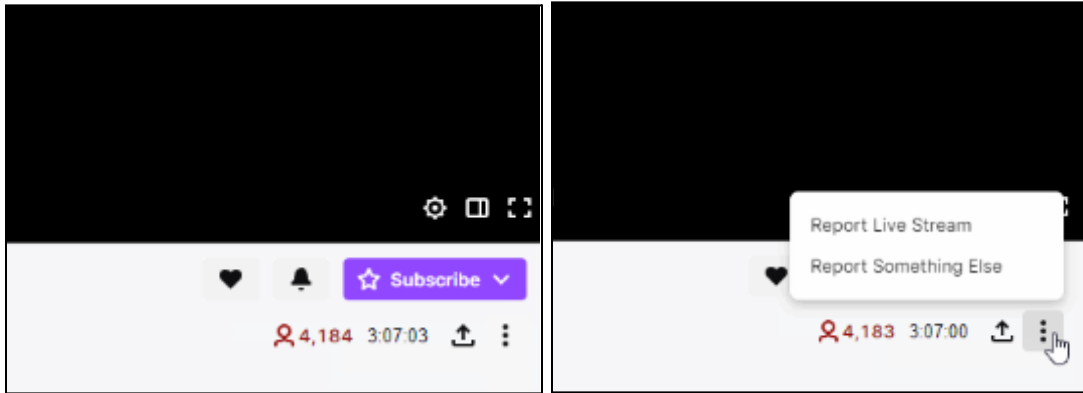 Subscribe
4,184 3:07:03
Report Live Stream
Report Something Else
4,183 3:07:00